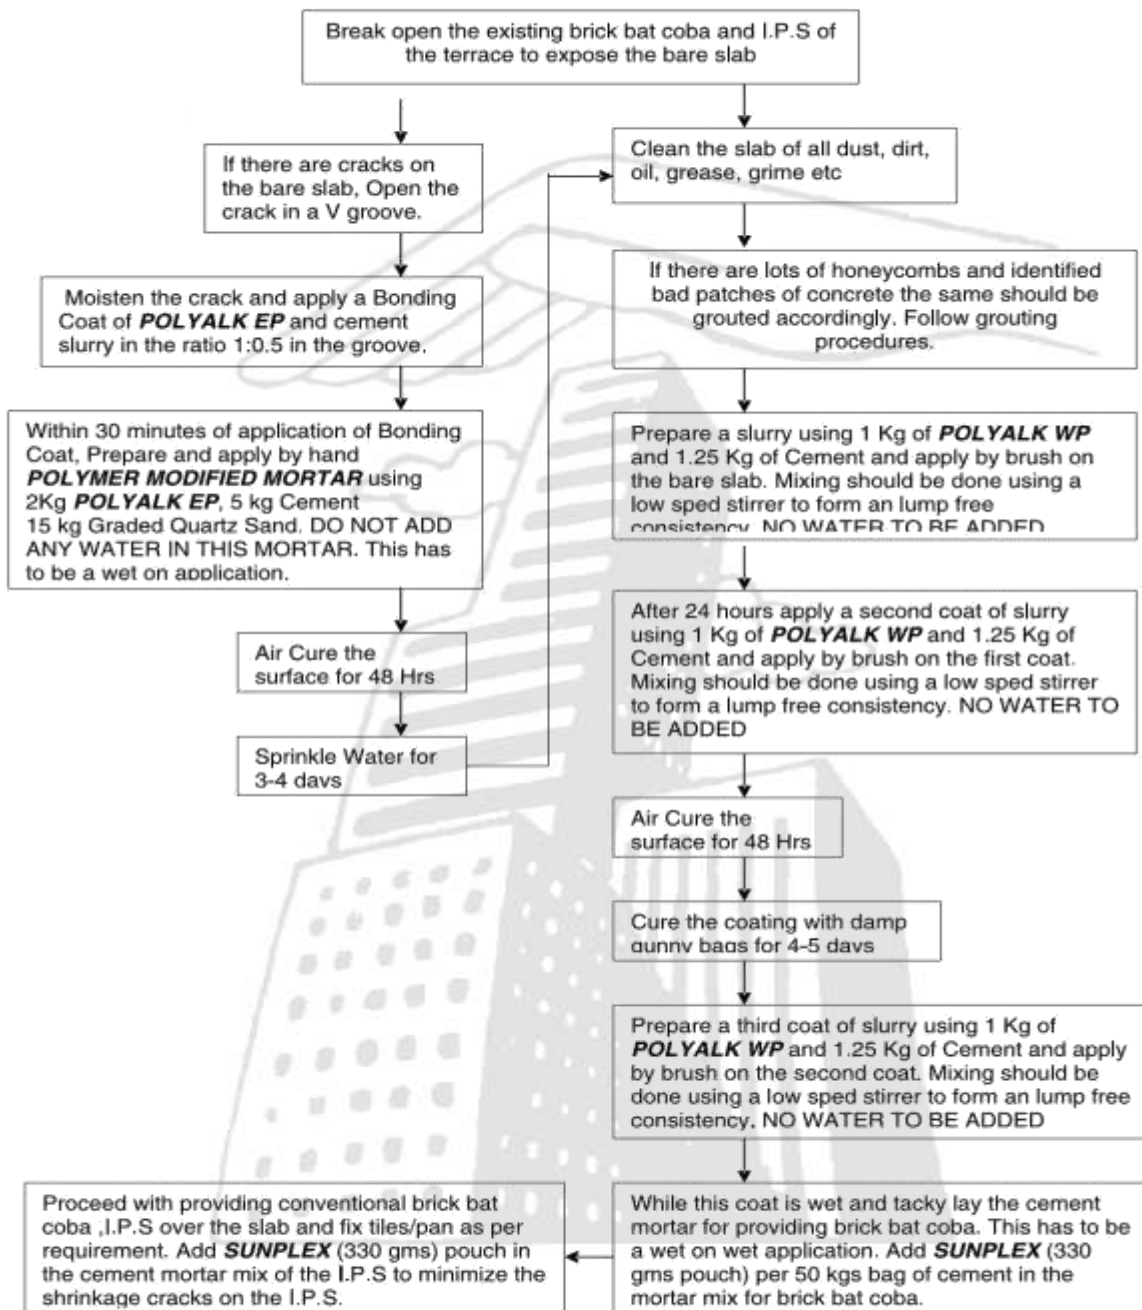 Break open the existing brick bat coba and I.P.S of
the terrace to expose the bare slab
If there are cracks on
the bare slab, Open the
crack in a V groove.
Moisten the crack and apply a Bonding
Coat of POLYALK EP and cement
slurry in the ratio 1:0.5 in the groove.
Within 30 minutes of application of Bonding
Coat, Prepare and apply by hand
POLYMER MODIFIED MORTAR using
2Kg POLYALK EP, 5 kg Cement
15 kg Graded Quartz Sand. DO NOT ADD
ANY WATER IN THIS MORTAR. This has
to be a wet on application.
Air Cure the
surface for 48 Hrs
Sprinkle Water for
3-4 days
Clean the slab of all dust, dirt,
oil, grease, grime etc
If there are lots of honeycombs and identified
bad patches of concrete the same should be
grouted accordingly. Follow grouting
procedures.
Prepare a slurry using 1 Kg of POLYALK WP
and 1.25 Kg of Cement and apply by brush on
the bare slab. Mixing should be done using a
low sped stirrer to form an lump free
consistency. NO WATER TO BE ADDED
After 24 hours apply a second coat of slurry
using 1 Kg of POLYALK WP and 1.25 Kg of
Cement and apply by brush on the first coat.
Mixing should be done using a low sped stirrer
to form a lump free consistency. NO WATER TO
BE ADDED
Air Cure the
surface for 48 Hrs
Cure the coating with damp
gunny bags for 4-5 days
Prepare a third coat of slurry using 1 Kg of
POLYALK WP and 1.25 Kg of Cement and apply
by brush on the second coat. Mixing should be
done using a low sped stirrer to form an lump free
consistency. NO WATER TO BE ADDED
While this coat is wet and tacky lay the cement
mortar for providing brick bat coba. This has to be
a wet on wet application. Add SUNPLEX (330
gms pouch) per 50 kgs bag of cement in the
mortar mix for brick bat coba.
Proceed with providing conventional brick bat
coba ,I.P.S over the slab and fix tiles/pan as per
requirement. Add SUNPLEX (330 gms) pouch in
the cement mortar mix of the I.P.S to minimize the
shrinkage cracks on the I.P.S.